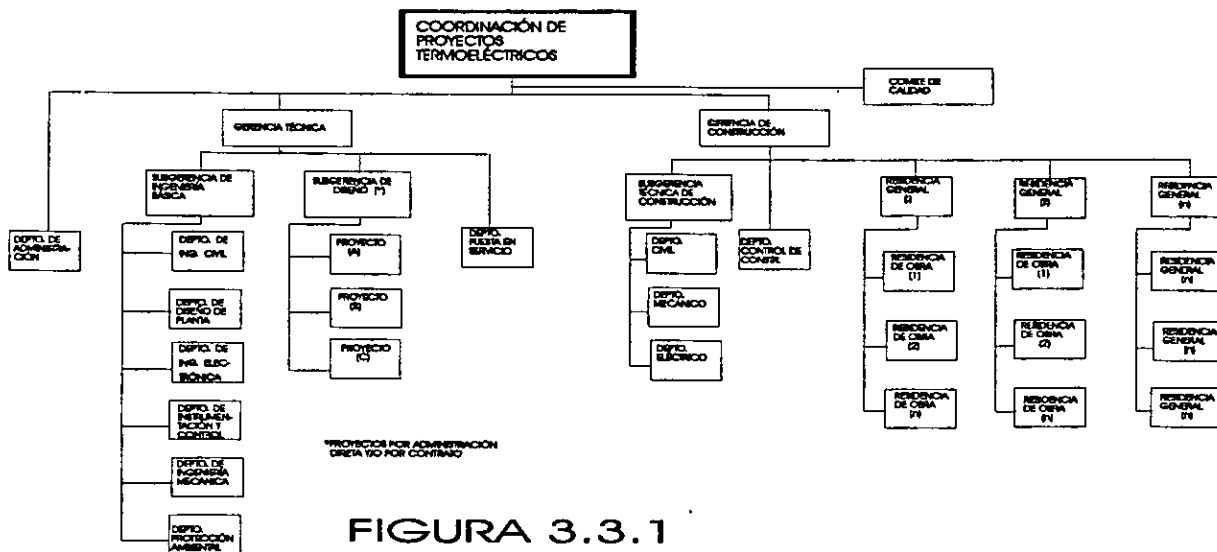 COORDINACIÓN DE
PROYECTOS
TERMOELÉCTRICOS
COMITE DE
CALIDAD
GERENCIA TÉCNICA
GERENCIA DE
CONSTRUCCIÓN
SUBGERENCIA DE
INGENIERÍA
BÁSICA
SUBGERENCIA DE
DISEÑO (*)
SUBGERENCIA
TÉCNICA DE
CONSTRUCCIÓN
RESIDENCIA
GENERAL
RESIDENCIA
GENERAL
RESIDENCIA
GENERAL (n)
DEPTO. DE
ADMINISTRA-
CIÓN
DEPTO. DE
ING. CIVIL
PROYECTO
(A)
DEPTO.
PUESTA EN
SERVICIO
DEPTO.
CIVIL
DEPTO.
CONTROL DE
CONSTR.
RESIDENCIA
DE OBRA
(1)
RESIDENCIA
DE OBRA
(1)
RESIDENCIA
GENERAL
(n)
DEPTO. DE
DISEÑO DE
PLANTA
PROYECTO
(B)
DEPTO.
MECÁNICO
RESIDENCIA
DE OBRA
(2)
RESIDENCIA
DE OBRA
(2)
RESIDENCIA
GENERAL
(n)
DEPTO. DE
ING. ELEC-
TRÓNICA
PROYECTO
(C)
DEPTO.
ELÉCTRICO
RESIDENCIA
DE OBRA
(n)
RESIDENCIA
DE OBRA
(n)
RESIDENCIA
GENERAL
(n)
DEPTO. DE
INSTRUMEN-
TACIÓN Y
CONTROL
*PROYECTOS POR ADMINISTRACIÓN
DIRETA Y/O POR CONTRATO
DEPTO. DE
INGENIERÍA
MECÁNICA
DEPTO.
PROTECCIÓN
AMBIENTAL
FIGURA 3.3.1